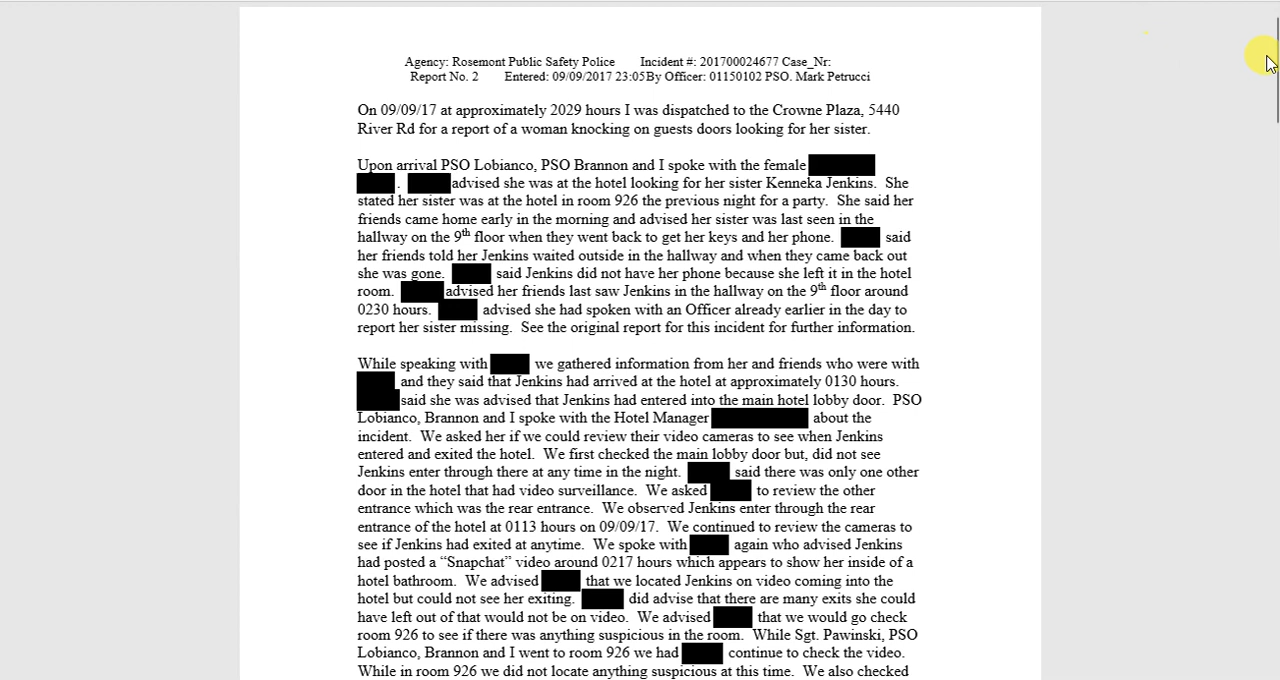 Agency: Rosemont Public Safety Police Incident #: 201700024677 Case_Nr:
Report No. 2 Entered: 09/09/2017 23:05By Officer: 01150102 PSO. Mark Petrucci
On 09/09/17 at approximately 2029 hours I was dispatched to the Crowne Plaza, 5440
River Rd for a report of a woman knocking on guests doors looking for her sister.
Upon arrival PSO Lobianco, PSO Brannon and I spoke with the female
. advised she was at the hotel looking for her sister Kenneka Jenkins. She
stated her sister was at the hotel in room 926 the previous night for a party. She said her
friends came home early in the morning and advised her sister was last seen in the
hallway on the 9th floor when they went back to get her keys and her phone. said
her friends told her Jenkins waited outside in the hallway and when they came back out
she was gone. said Jenkins did not have her phone because she left it in the hotel
room. advised her friends last saw Jenkins in the hallway on the 9th floor around
0230 hours. advised she had spoken with an Officer already earlier in the day to
report her sister missing. See the original report for this incident for further information.
While speaking with we gathered information from her and friends who were with
and they said that Jenkins had arrived at the hotel at approximately 0130 hours.
said she was advised that Jenkins had entered into the main hotel lobby door. PSO
Lobianco, Brannon and I spoke with the Hotel Manager about the
incident. We asked her if we could review their video cameras to see when Jenkins
entered and exited the hotel. We first checked the main lobby door but, did not see
Jenkins enter through there at any time in the night. said there was only one other
door in the hotel that had video surveillance. We asked to review the other
entrance which was the rear entrance. We observed Jenkins enter through the rear
entrance of the hotel at 0113 hours on 09/09/17. We continued to review the cameras to
see if Jenkins had exited at anytime. We spoke with again who advised Jenkins
had posted a “Snapchat” video around 0217 hours which appears to show her inside of a
hotel bathroom. We advised that we located Jenkins on video coming into the
hotel but could not see her exiting. did advise that there are many exits she could
have left out of that would not be on video. We advised that we would go check
room 926 to see if there was anything suspicious in the room. While Sgt. Pawinski, PSO
Lobianco, Brannon and I went to room 926 we had continue to check the video.
While in room 926 we did not locate anything suspicious at this time. We also checked